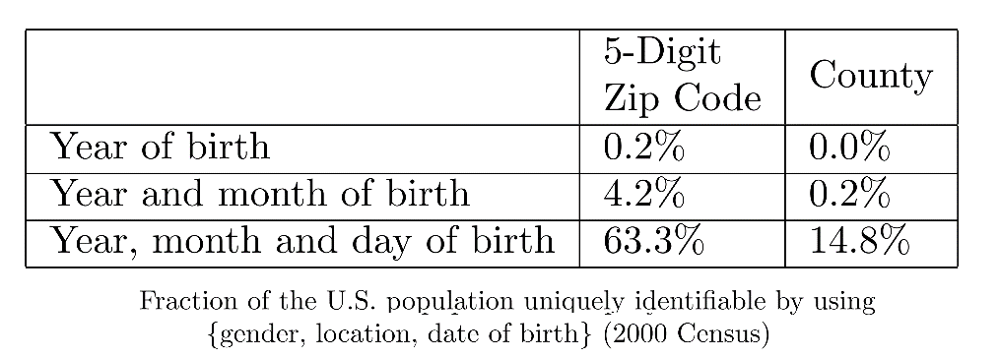 5-Digit
Zip Code
County
Year of birth 0.2% 0.0%
Year and month of birth 4.2% 0.2%
Year, month and day of birth 63.3% 14.8%
Fraction of the U.S. population uniquely identifiable by using
{gender, location, date of birth} (2000 Census)